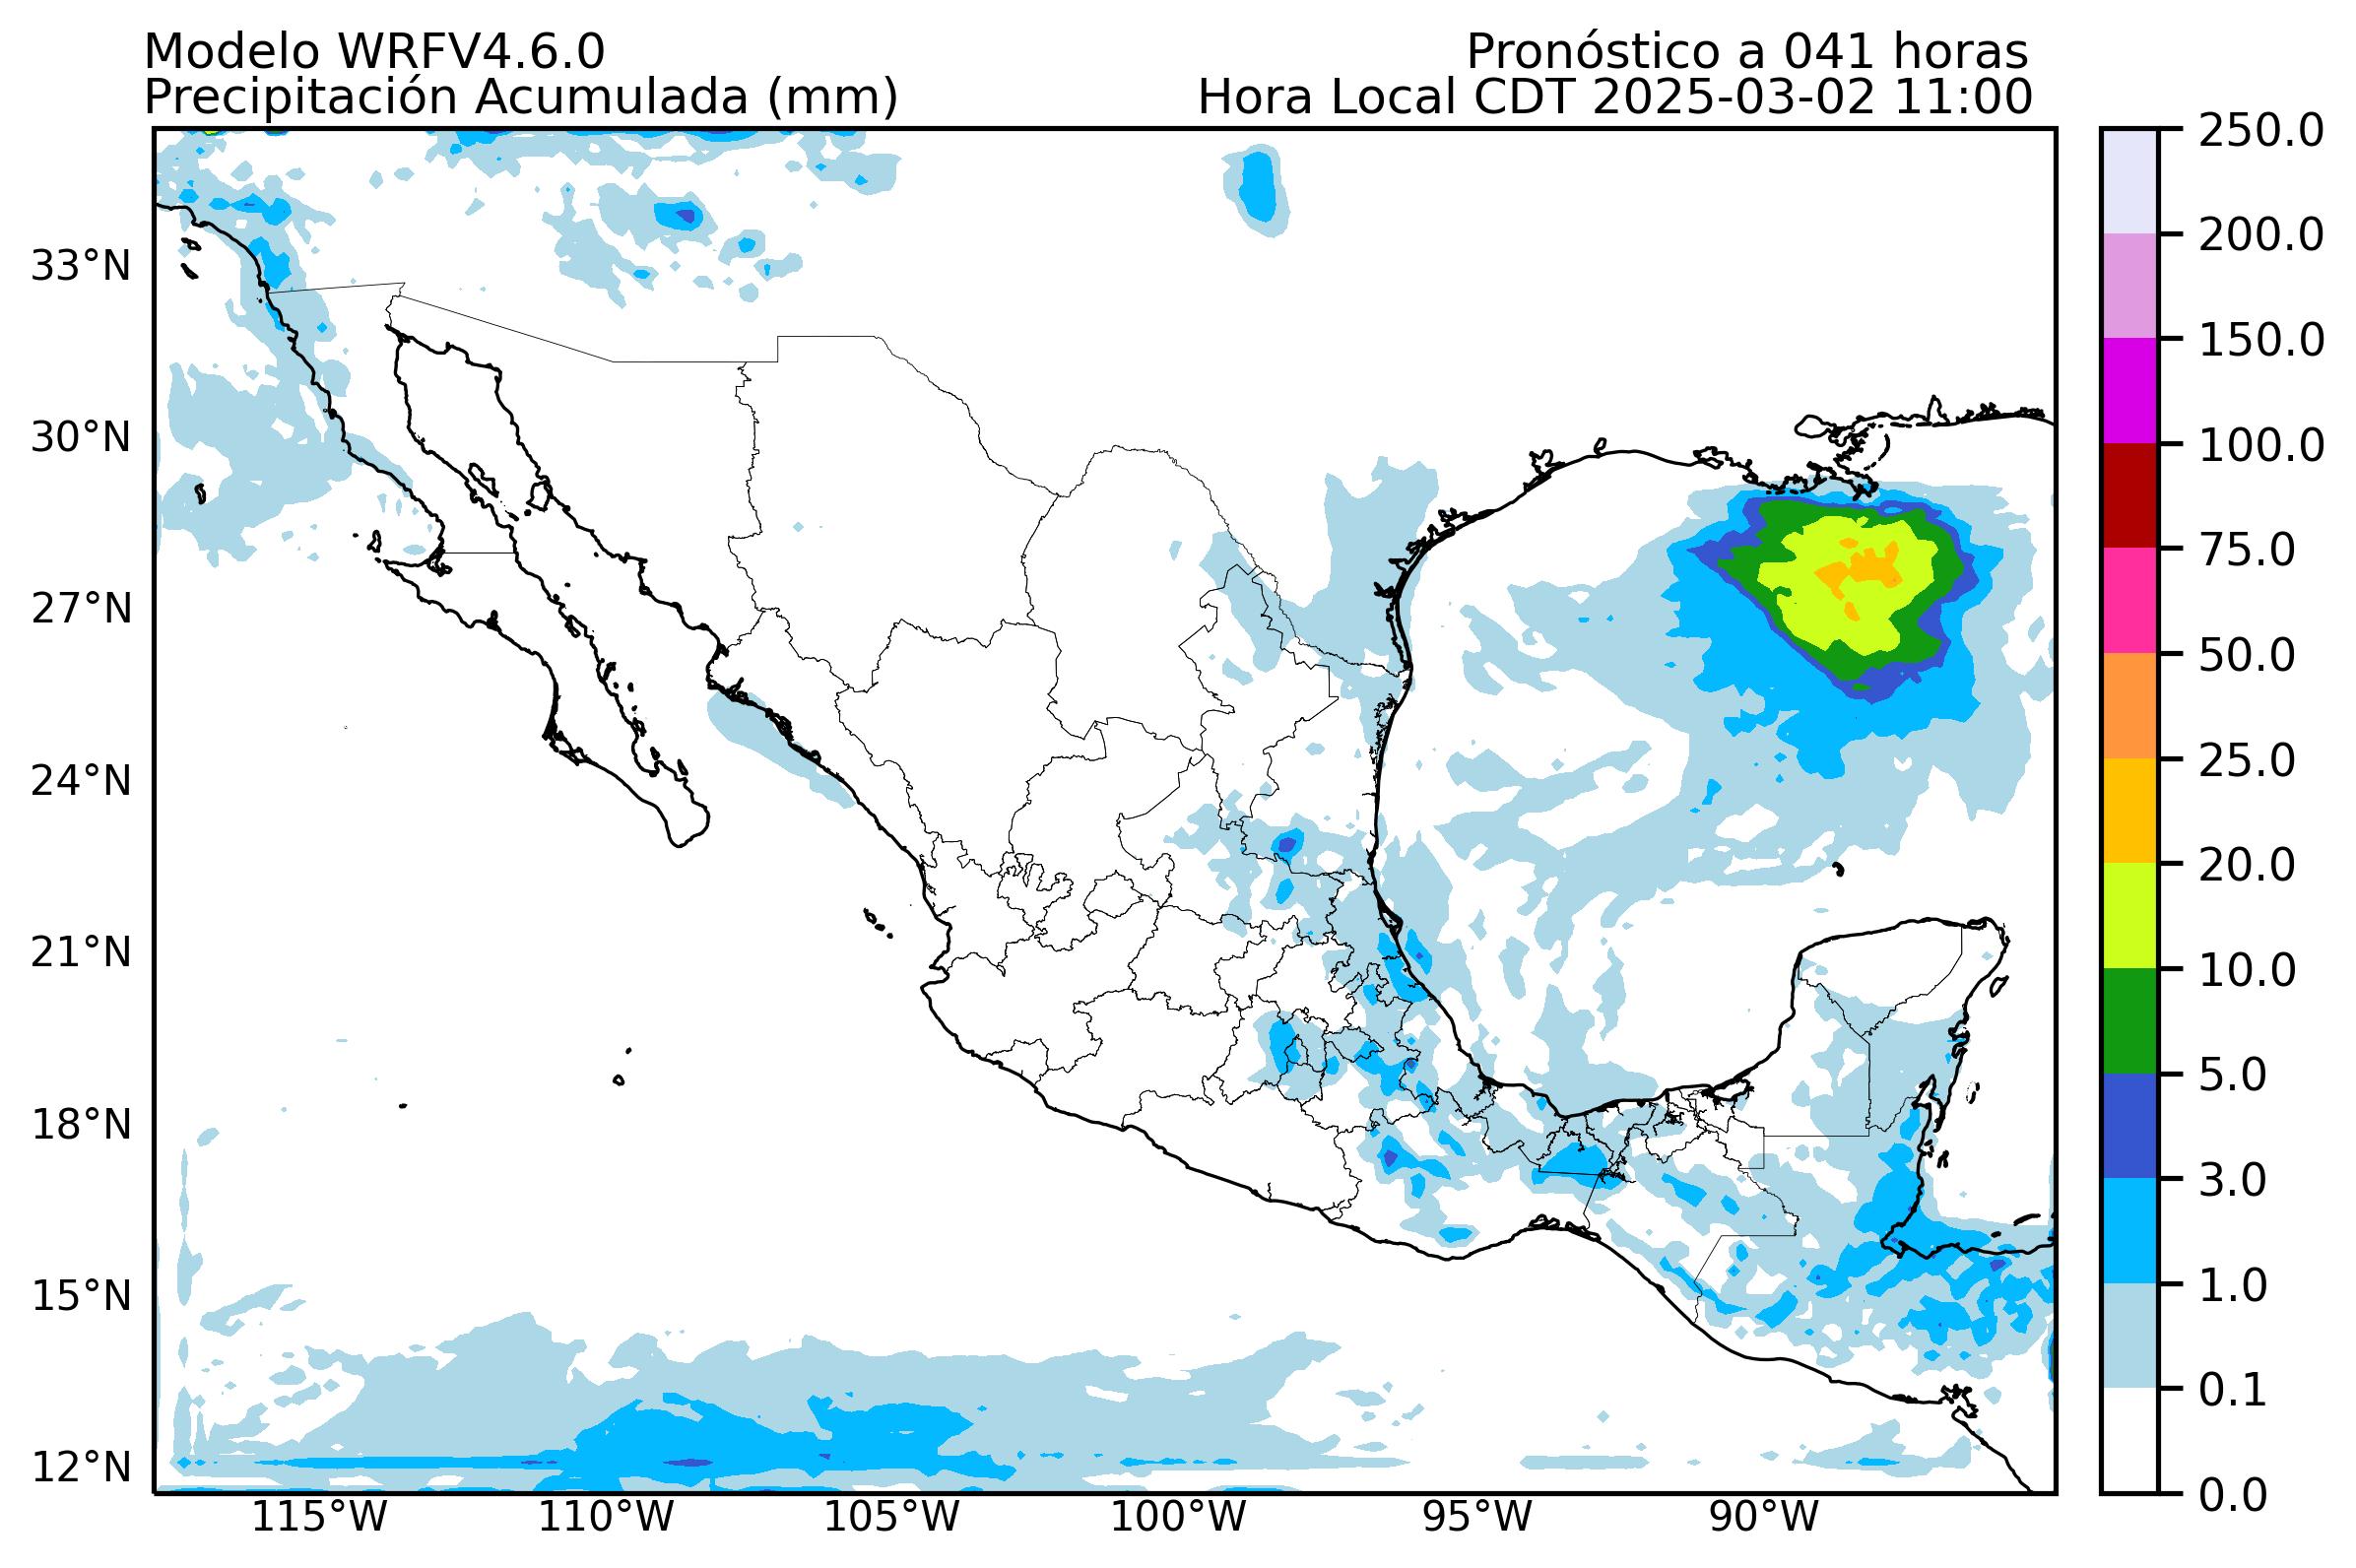 Modelo WRFV4.6.0
Pronóstico a 041 horas
Precipitación Acumulada (mm)
Hora Local CDT 2025-03-02 11:00
33°N
30°N
27°N
24°N
21°N
18°N
15°N
12°N
115°W
110°W
105°W
100°W
95°W
90°W
250.0
200.0
150.0
100.0
75.0
50.0
25.0
20.0
10.0
5.0
3.0
1.0
0.1
0.0